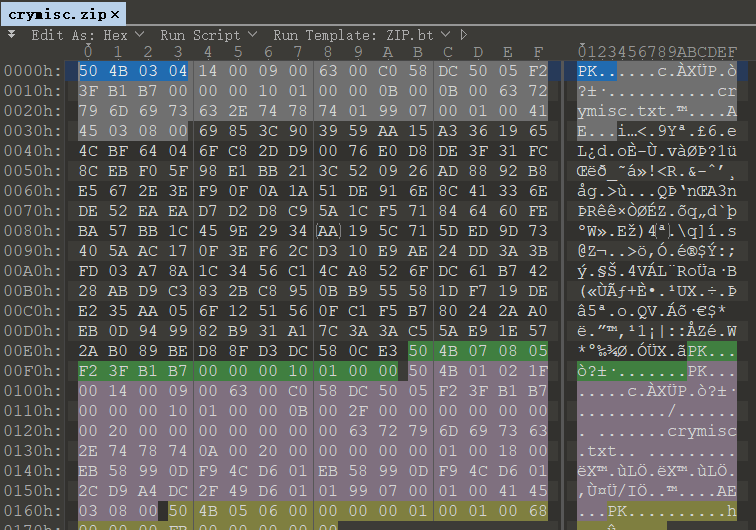 crymisc.zip ×
Edit As: Hex Run Script Run Template: ZIP.bt
0 1 2 3 4 5 6 7 8 9 A B C D E F 0123456789ABCDEF
0000h: 50 4B 03 04 14 00 09 00 63 00 C0 58 DC 50 05 F2 PK......c.ÀXÜP.ò
0010h: 3F B1 B7 00 00 00 10 01 00 00 0B 00 0B 00 63 72 ?±·...........cr
0020h: 79 6D 69 73 63 2E 74 78 74 01 99 07 00 01 00 41 ymisc.txt.™....A
0030h: 45 03 08 00 69 85 3C 90 39 59 AA 15 A3 36 19 65 E...i…<.9Yª.£6.e
0040h: 4C BF 64 04 6F C8 2D D9 00 76 E0 D8 DE 3F 31 FC L¿d.oÈ-Ù.vàØÞ?1ü
0050h: 8C EB F0 5F 98 E1 BB 21 3C 52 09 26 AD 88 92 B8 Œëð_˜á»!<R.&-ˆ’¸
0060h: E5 67 2E 3E F9 0F 0A 1A 51 DE 91 6E 8C 41 33 6E åg.>ù...QÞ‘nŒA3n
0070h: DE 52 EA EA D7 D2 D8 C9 5A 1C F5 71 84 64 60 FE ÞRêê×ÒØÉZ.õq„d`þ
0080h: BA 57 BB 1C 45 9E 29 34 AA 19 5C 71 5D ED 9D 73 ºW».Ež)4ª.\q]í.s
0090h: 40 5A AC 17 0F 3E F6 2C D3 10 E9 AE 24 DD 3A 3B @Z¬..>ö,Ó.é®$Ý:;
00A0h: FD 03 A7 8A 1C 34 56 C1 4C A8 52 6F DC 61 B7 42 ý.§Š.4VÁL¨RoÜa·B
00B0h: 28 AB D9 C3 83 2B C8 95 0B B9 55 58 1D F7 19 DE («ÙÃƒ+È•.¹UX.÷.Þ
00C0h: E2 35 AA 05 6F 12 51 56 0F C1 F5 B7 80 24 2A A0 â5ª.o.QV.Áõ·€$*
00D0h: EB 0D 94 99 82 B9 31 A1 7C 3A 3A C5 5A E9 1E 57 ë.”™‚¹1¡|::ÅZé.W
00E0h: 2A B0 89 BE D8 8F D3 DC 58 0C E3 50 4B 07 08 05 *°‰¾Ø.ÓÜX.ãPK...
00F0h: F2 3F B1 B7 00 00 00 10 01 00 00 50 4B 01 02 1F ò?±·.......PK...
0100h: 00 14 00 09 00 63 00 C0 58 DC 50 05 F2 3F B1 B7 .....c.ÀXÜP.ò?±·
0110h: 00 00 00 10 01 00 00 0B 00 2F 00 00 00 00 00 00 ........./......
0120h: 00 20 00 00 00 00 00 00 00 63 72 79 6D 69 73 63 . .......crymisc
0130h: 2E 74 78 74 0A 00 20 00 00 00 00 00 01 00 18 00 .txt.. .........
0140h: EB 58 99 0D F9 4C D6 01 EB 58 99 0D F9 4C D6 01 ëX™.ùLÖ.ëX™.ùLÖ.
0150h: 2C D9 A4 DC 2F 49 D6 01 01 99 07 00 01 00 41 45 ,Ù¤Ü/IÖ..™....AE
0160h: 03 08 00 50 4B 05 06 00 00 00 00 01 00 01 00 68 ...PK..........h